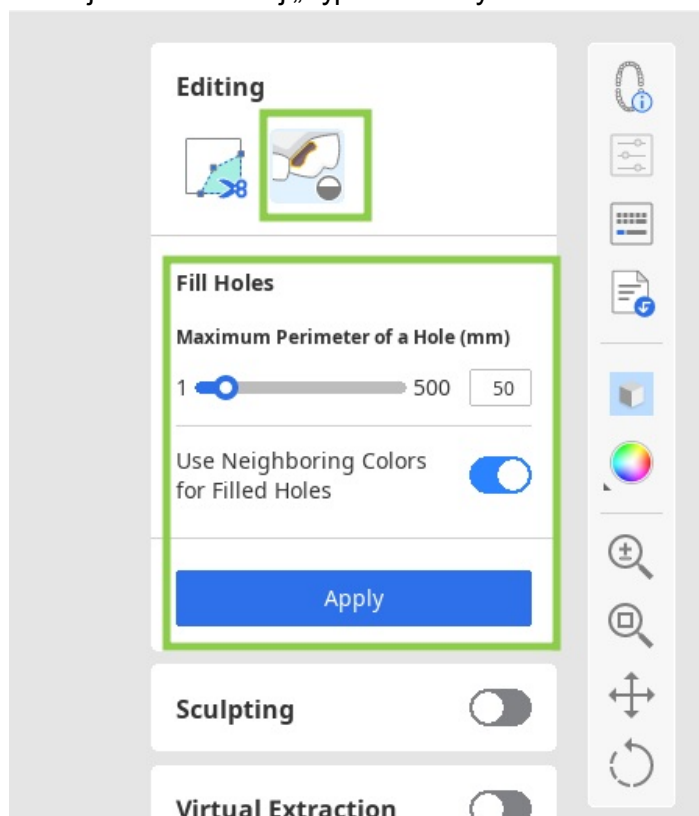 Editing
Fill Holes
Maximum Perimeter of a Hole (mm)
1 500 50
Use Neighboring Colors
for Filled Holes
Apply
Sculpting
Virtual Extraction